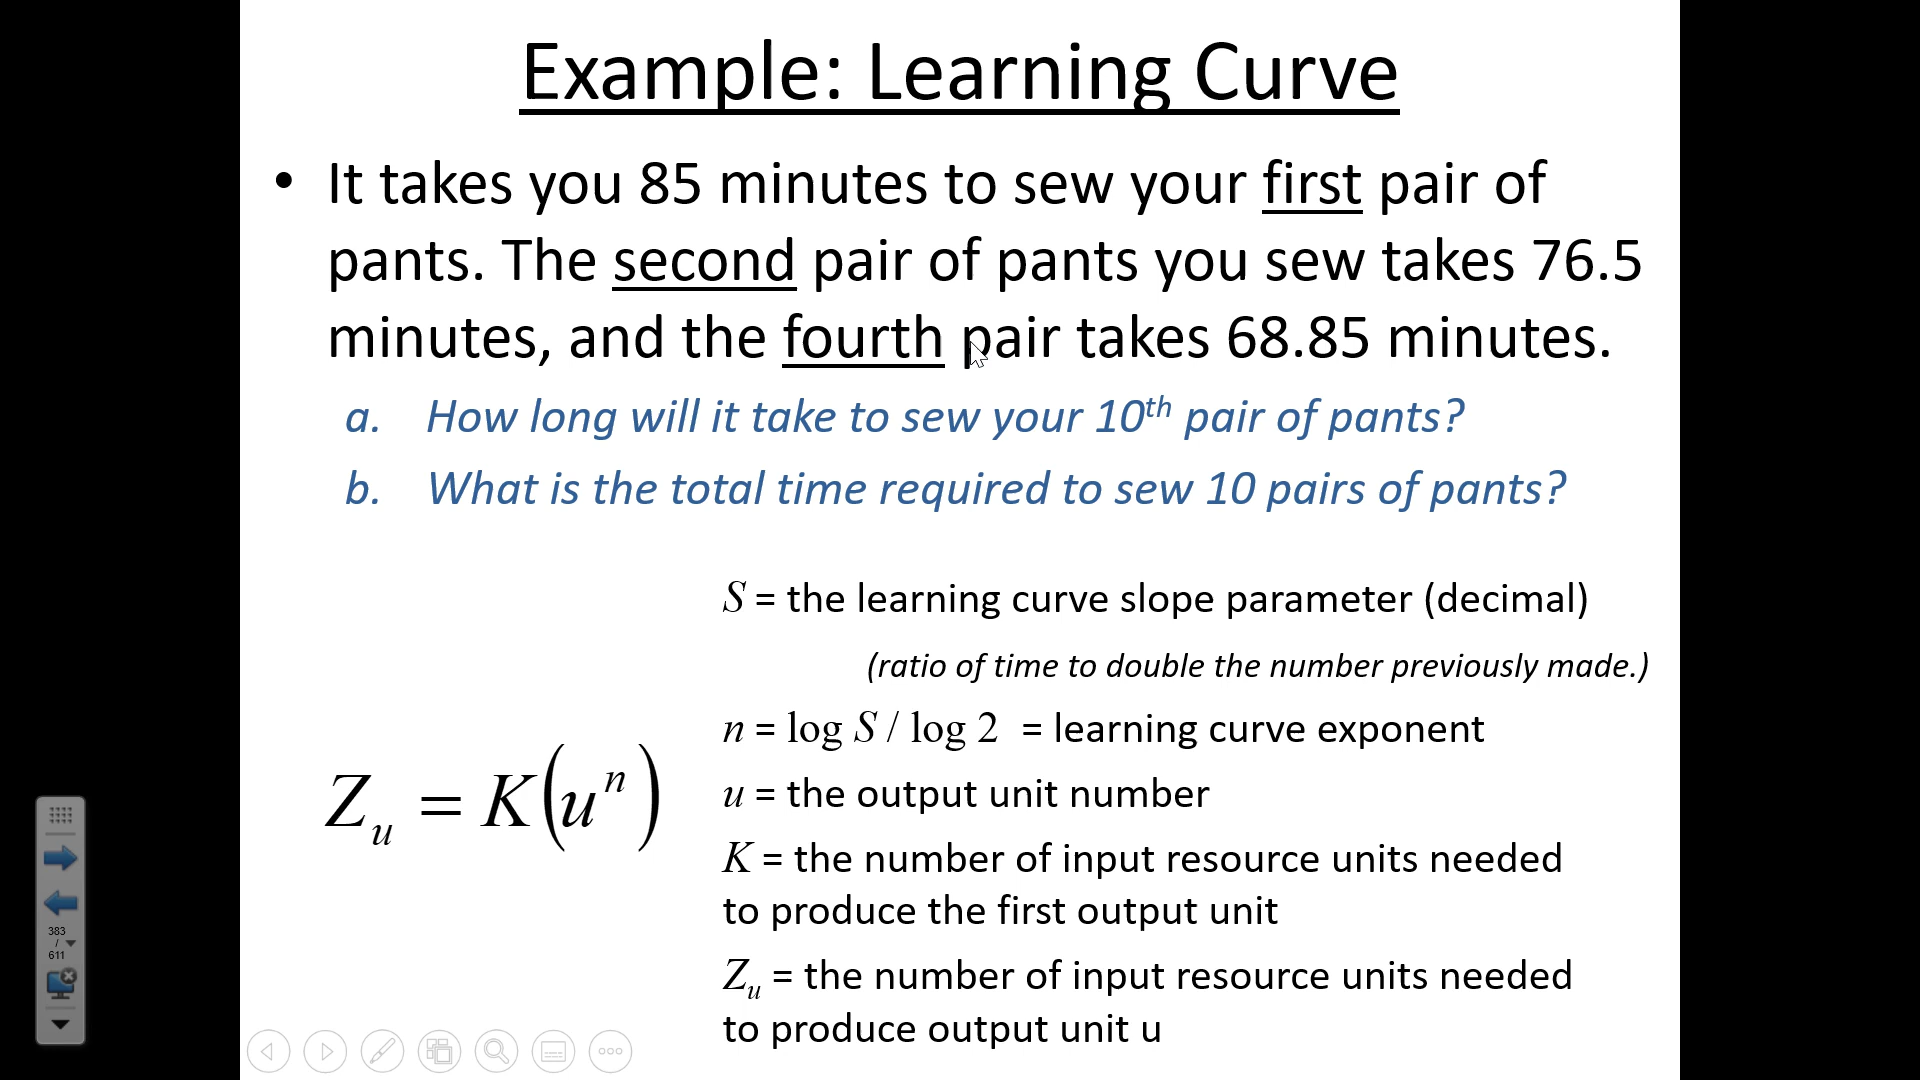 Example: Learning Curve
• It takes you 85 minutes to sew your first pair of
pants. The second pair of pants you sew takes 76.5
minutes, and the fourth pair takes 68.85 minutes.
a. How long will it take to sew your 10th pair of pants?
b. What is the total time required to sew 10 pairs of pants?
S = the learning curve slope parameter (decimal)
(ratio of time to double the number previously made.)
n = log S / log 2 = learning curve exponent
Zu = K(uⁿ)
u = the output unit number
K = the number of input resource units needed
to produce the first output unit
Zu = the number of input resource units needed
to produce output unit u
383
/
611